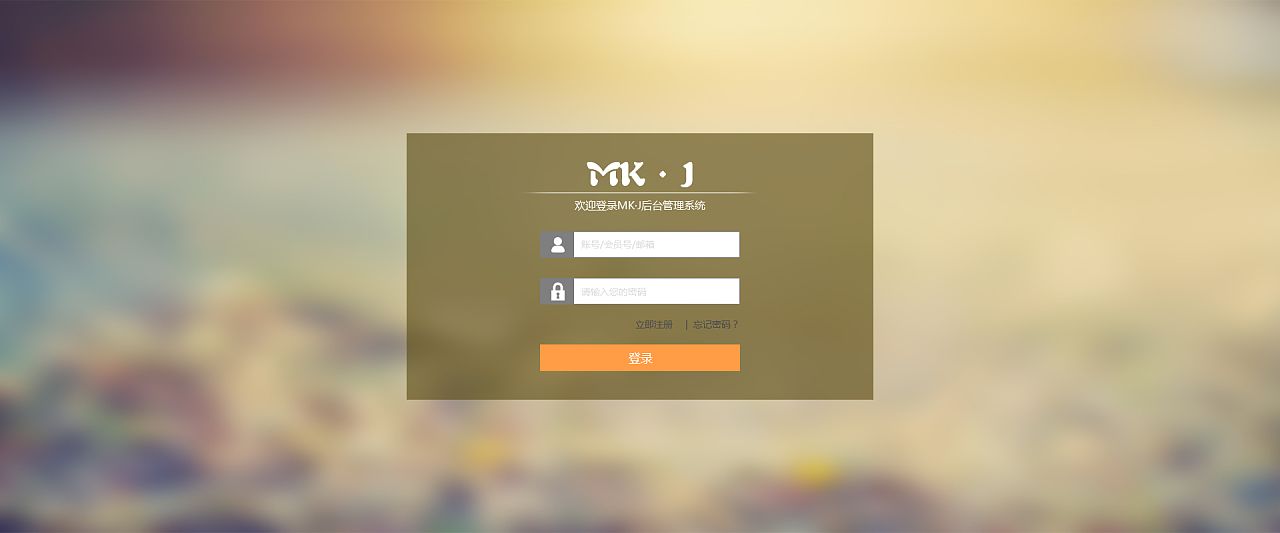 MK · J
欢迎登录MK·J后台管理系统
账号/会员号/邮箱
请输入您的密码
立即注册 | 忘记密码？
登录